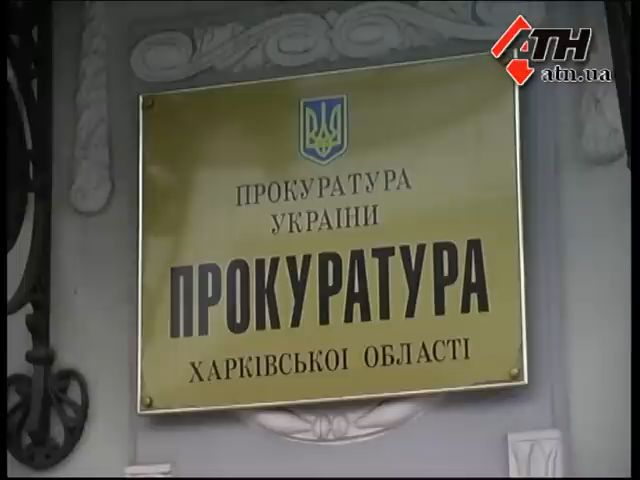 АТН
atn.ua
ПРОКУРАТУРА
УКРАЇНИ
ПРОКУРАТУРА
ХАРКІВСЬКОЇ ОБЛАСТІ